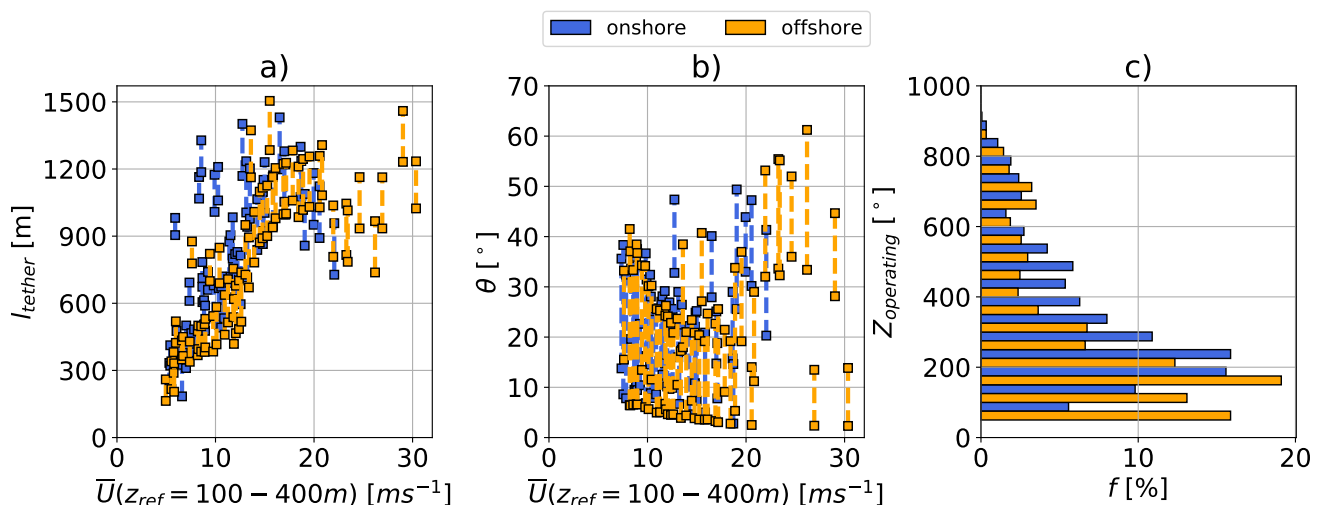 onshore offshore
a) b) c)
l_tether [m]
1500
1200
900
600
300
0
0 10 20 30
U̅(z_ref = 100 − 400m) [ms⁻¹]
θ [°]
70
60
50
40
30
20
10
0
0 10 20 30
U̅(z_ref = 100 − 400m) [ms⁻¹]
Z_operating [°]
1000
800
600
400
200
0
0 10 20
f [%]